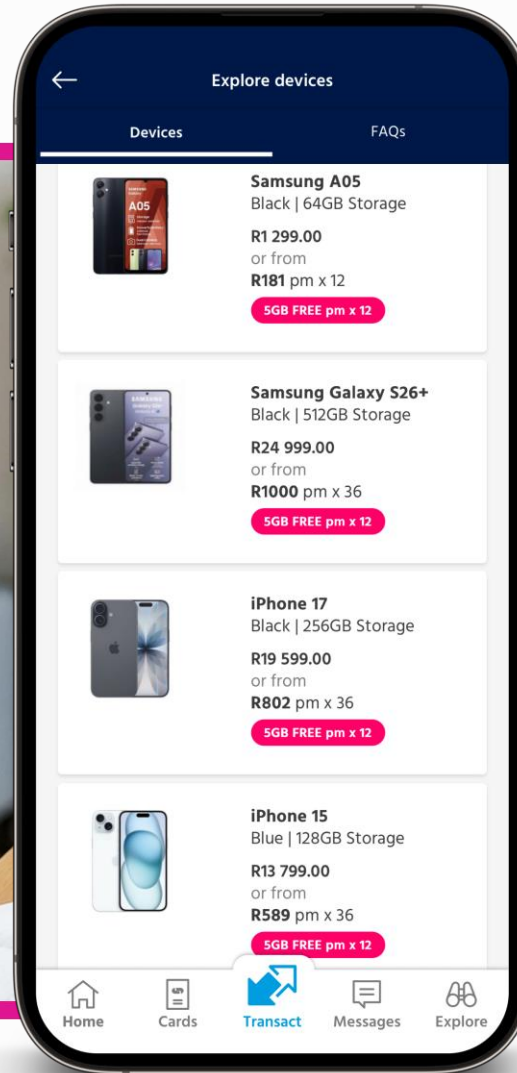 Explore devices
Devices
FAQs
A05
Samsung A05
Black | 64GB Storage
R1 299.00
or from
R181 pm x 12
5GB FREE pm x 12
Samsung Galaxy S26+
Black | 512GB Storage
R24 999.00
or from
R1000 pm x 36
5GB FREE pm x 12
iPhone 17
Black | 256GB Storage
R19 599.00
or from
R802 pm x 36
5GB FREE pm x 12
iPhone 15
Blue | 128GB Storage
R13 799.00
or from
R589 pm x 36
5GB FREE pm x 12
Home
Cards
Transact
Messages
Explore